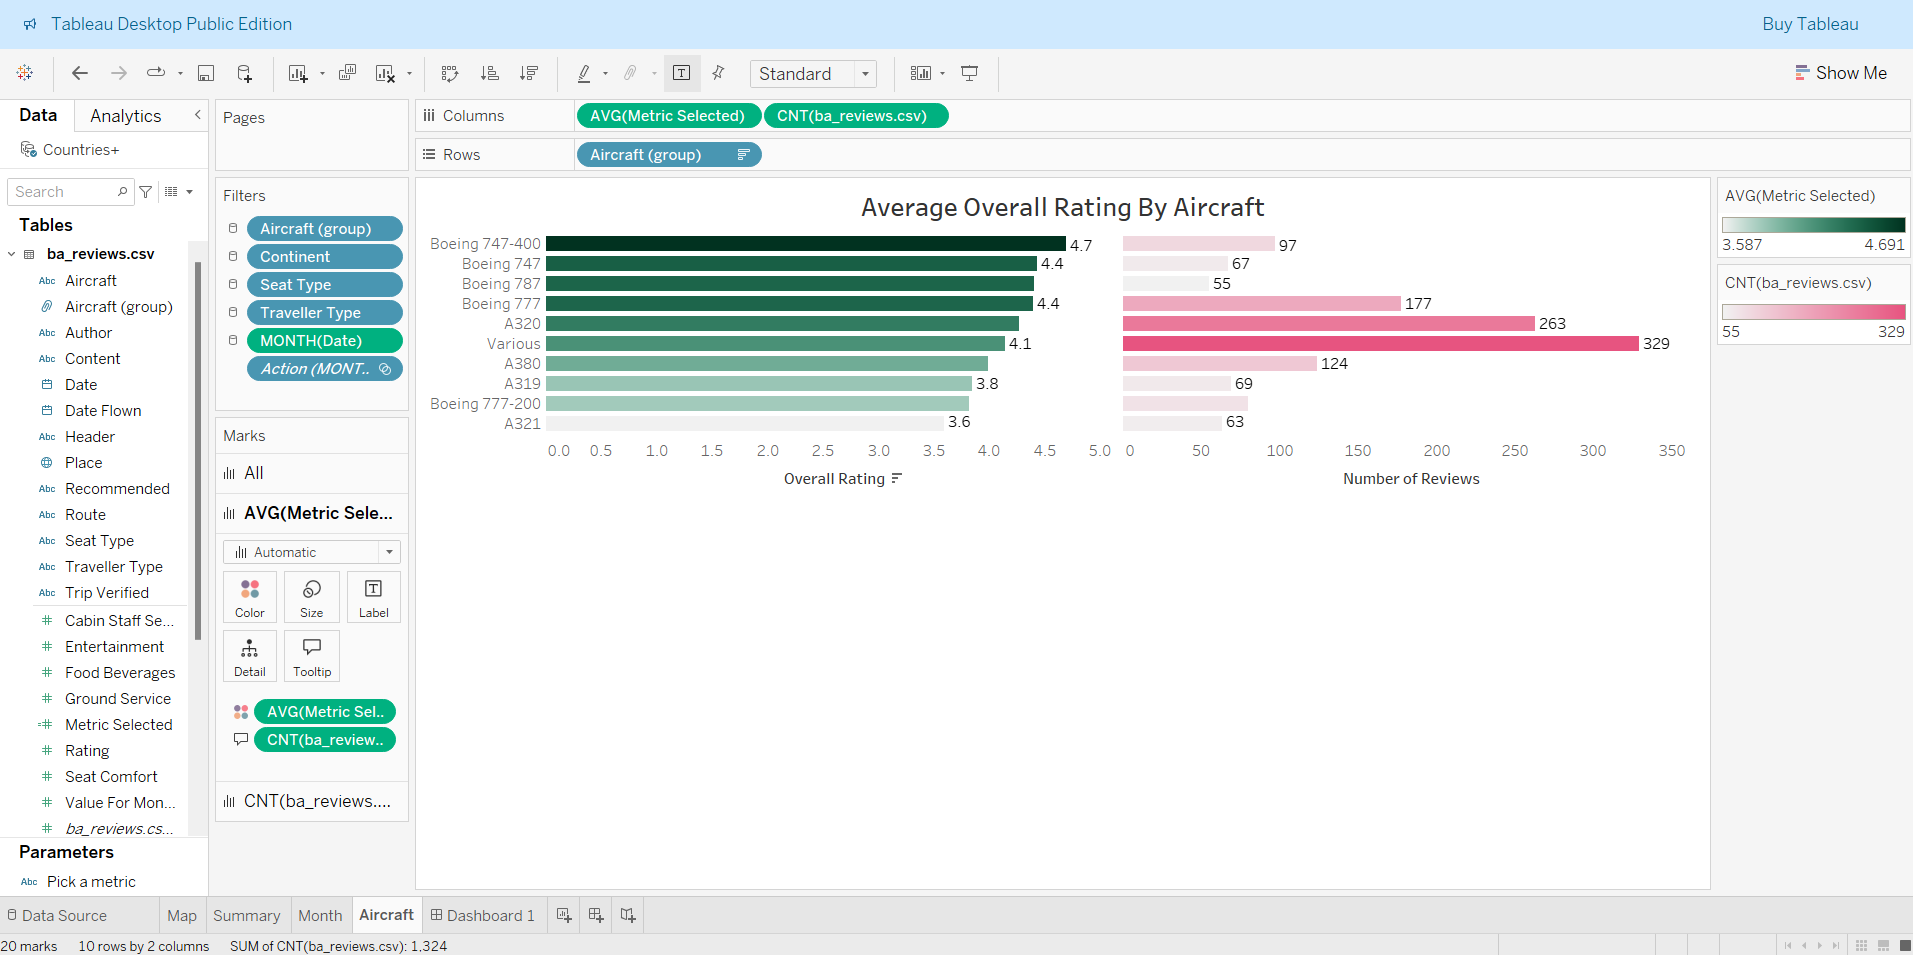 Tableau Desktop Public Edition
Buy Tableau
Standard
Show Me
Data
Analytics
Countries+
Search
Tables
ba_reviews.csv
Abc Aircraft
Aircraft (group)
Abc Author
Abc Content
Date
Date Flown
Abc Header
Place
Abc Recommended
Abc Route
Abc Seat Type
Abc Traveller Type
Abc Trip Verified
# Cabin Staff Se...
# Entertainment
# Food Beverages
# Ground Service
=# Metric Selected
# Rating
# Seat Comfort
# Value For Mon...
# ba_reviews.cs...
Parameters
Abc Pick a metric
Pages
Filters
Aircraft (group)
Continent
Seat Type
Traveller Type
MONTH(Date)
Action (MONT..
Marks
All
AVG(Metric Sele...
Automatic
Color
Size
T
Label
Detail
Tooltip
AVG(Metric Sel..
CNT(ba_review..
CNT(ba_reviews....
Columns
AVG(Metric Selected)
CNT(ba_reviews.csv)
Rows
Aircraft (group)
Average Overall Rating By Aircraft
Boeing 747-400 4.7 97
Boeing 747 4.4 67
Boeing 787 55
Boeing 777 4.4 177
A320 263
Various 4.1 329
A380 124
A319 3.8 69
Boeing 777-200
A321 3.6 63
0.0 0.5 1.0 1.5 2.0 2.5 3.0 3.5 4.0 4.5 5.0 0 50 100 150 200 250 300 350
Overall Rating
Number of Reviews
AVG(Metric Selected)
3.587 4.691
CNT(ba_reviews.csv)
55 329
Data Source
Map
Summary
Month
Aircraft
Dashboard 1
20 marks 10 rows by 2 columns SUM of CNT(ba_reviews.csv): 1,324